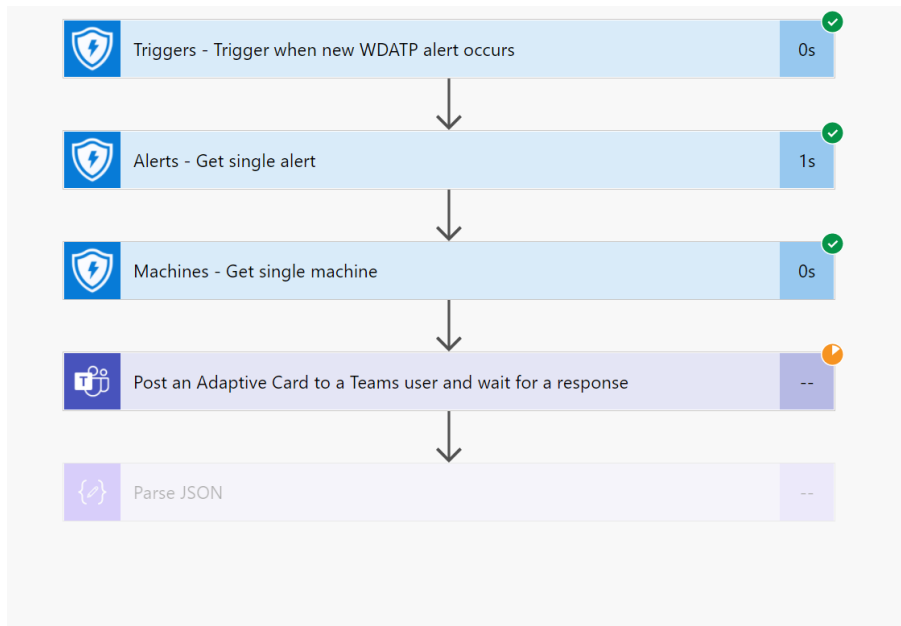 Triggers - Trigger when new WDATP alert occurs 0s
Alerts - Get single alert 1s
Machines - Get single machine 0s
T Post an Adaptive Card to a Teams user and wait for a response --
Parse JSON --